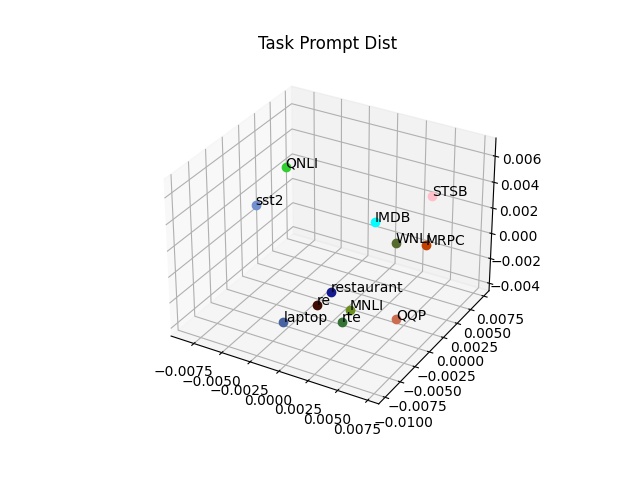 Task Prompt Dist
QNLI
sst2
STSB
IMDB
WNLI
MRPC
restaurant
re
MNLI
laptop
rte
QQP
0.006
0.004
0.002
0.000
−0.002
−0.004
−0.0075
−0.0050
−0.0025
0.0000
0.0025
0.0050
0.0075
0.0075
0.0050
0.0025
0.0000
−0.0025
−0.0050
−0.0075
−0.0100